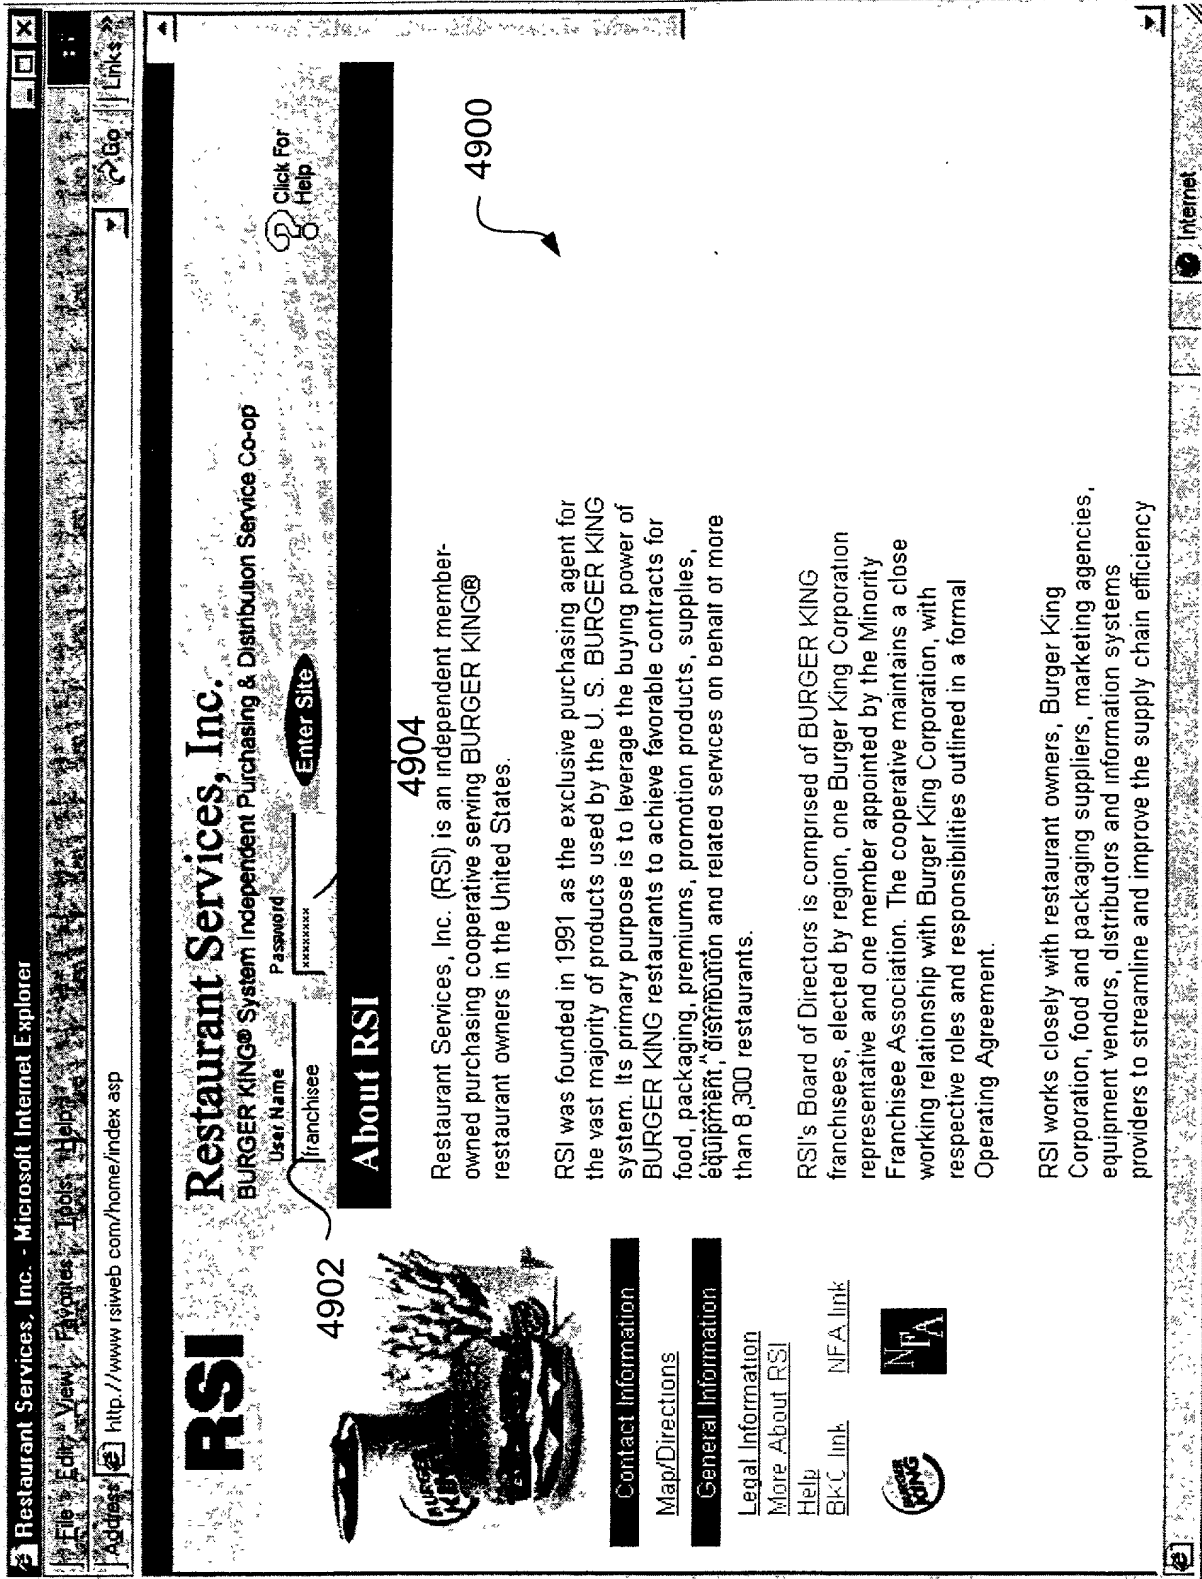 Restaurant Services, Inc. - Microsoft Internet Explorer
File Edit View Favorites Tools Help
Address http://www rsiweb com/home/index asp Go Links »
RSI
Restaurant Services, Inc.
BURGER KING® System Independent Purchasing & Distribution Service Co-op
User Name Password
franchisee xxxxxxxx Enter Site
? Click For Help
4902
4904
4900
About RSI
BURGER KING
Contact Information
Map/Directions
General Information
Legal Information
More About RSI
Help
BKC link NFA link
BURGER KING
NFA
Restaurant Services, Inc. (RSI) is an independent member-
owned purchasing cooperative serving BURGER KING®
restaurant owners in the United States.
RSI was founded in 1991 as the exclusive purchasing agent for
the vast majority of products used by the U. S. BURGER KING
system. Its primary purpose is to leverage the buying power of
BURGER KING restaurants to achieve favorable contracts for
food, packaging, premiums, promotion products, supplies,
equipment, distribution and related services on behalf of more
than 8,300 restaurants.
RSI's Board of Directors is comprised of BURGER KING
franchisees, elected by region, one Burger King Corporation
representative and one member appointed by the Minority
Franchisee Association. The cooperative maintains a close
working relationship with Burger King Corporation, with
respective roles and responsibilities outlined in a formal
Operating Agreement.
RSI works closely with restaurant owners, Burger King
Corporation, food and packaging suppliers, marketing agencies,
equipment vendors, distributors and information systems
providers to streamline and improve the supply chain efficiency
Internet